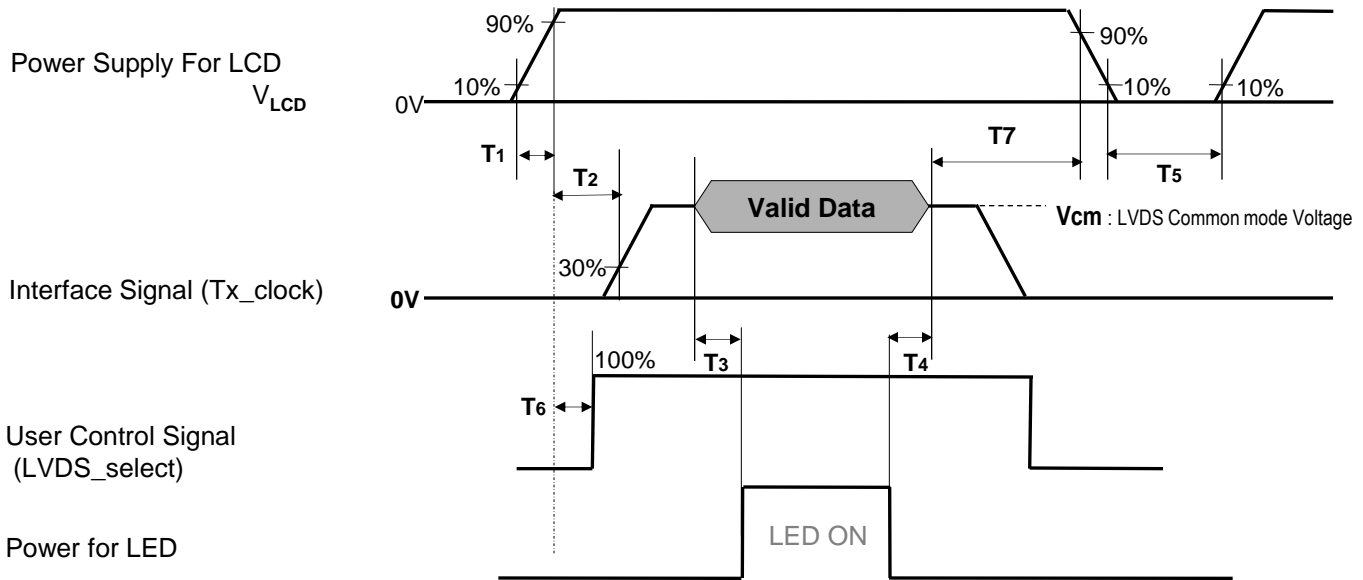 90%
90%
Power Supply For LCD
VLCD
10%
10%
10%
0V
T1
T2
T7
T5
Valid Data
Vcm : LVDS Common mode Voltage
30%
Interface Signal (Tx_clock)
0V
100%
T3
T4
T6
User Control Signal
(LVDS_select)
LED ON
Power for LED